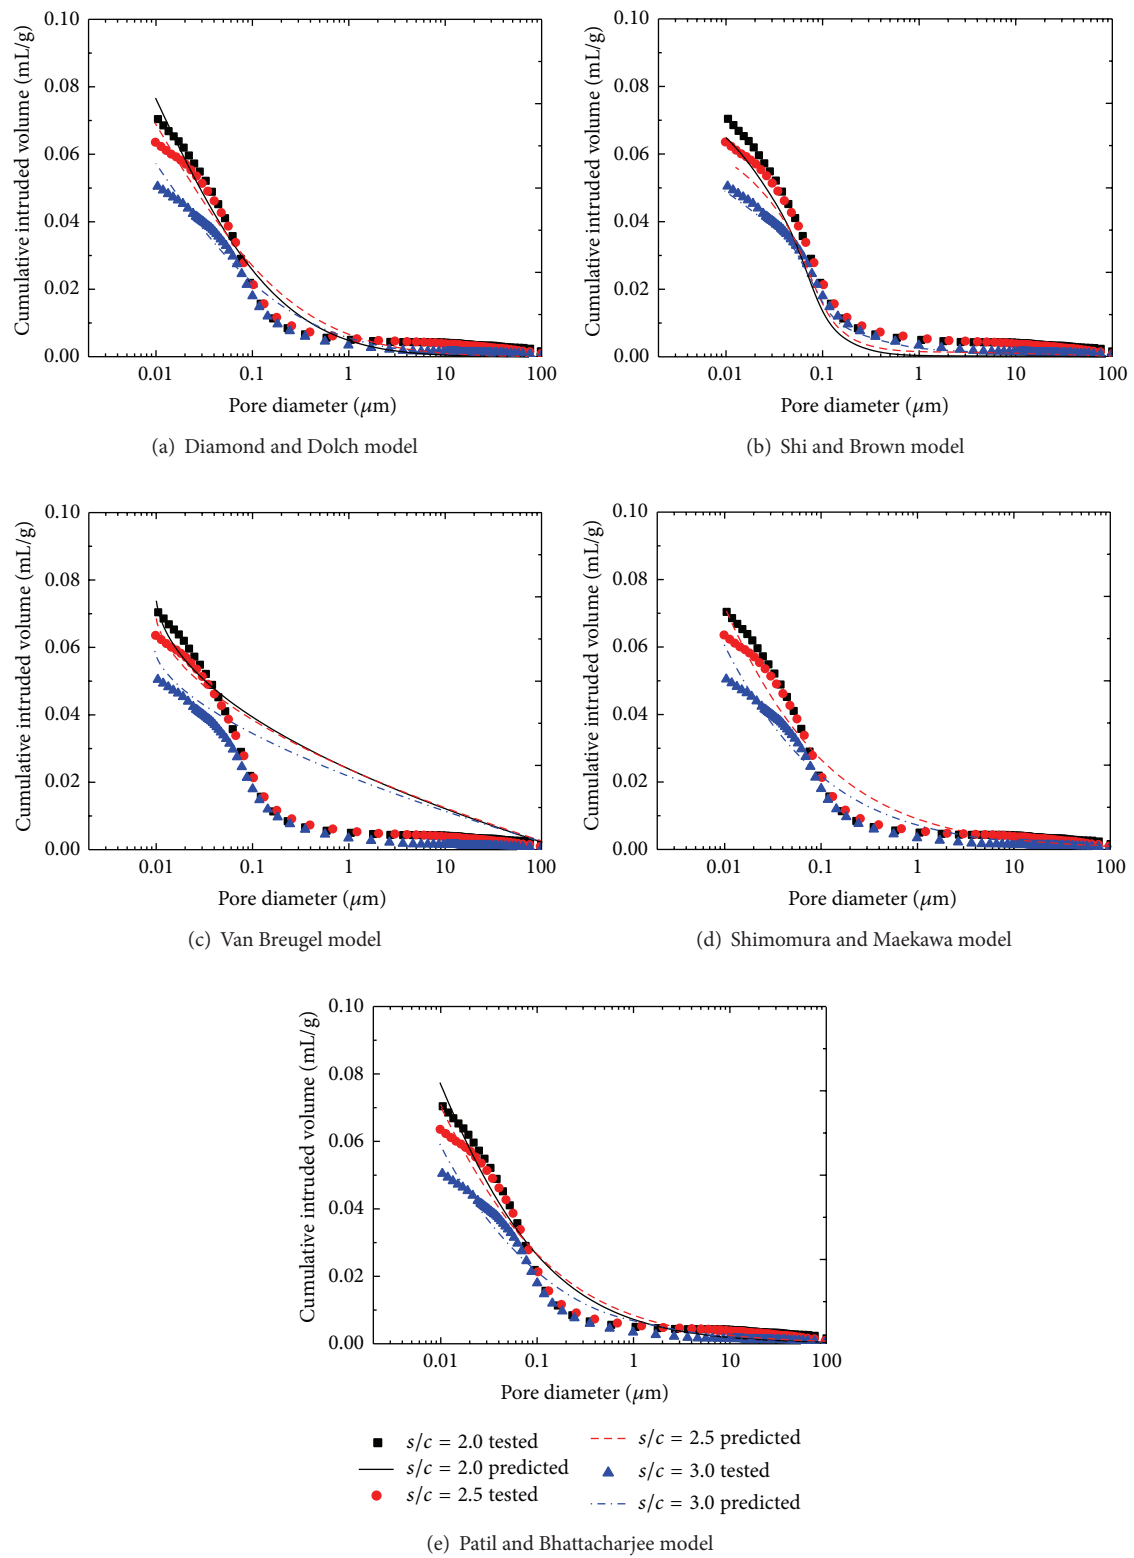 Cumulative intruded volume (mL/g)
0.10
0.08
0.06
0.04
0.02
0.00
0.01 0.1 1 10 100
Pore diameter (μm)
(a) Diamond and Dolch model
Cumulative intruded volume (mL/g)
0.10
0.08
0.06
0.04
0.02
0.00
0.01 0.1 1 10 100
Pore diameter (μm)
(b) Shi and Brown model
Cumulative intruded volume (mL/g)
0.10
0.08
0.06
0.04
0.02
0.00
0.01 0.1 1 10 100
Pore diameter (μm)
(c) Van Breugel model
Cumulative intruded volume (mL/g)
0.10
0.08
0.06
0.04
0.02
0.00
0.01 0.1 1 10 100
Pore diameter (μm)
(d) Shimomura and Maekawa model
Cumulative intruded volume (mL/g)
0.10
0.08
0.06
0.04
0.02
0.00
0.01 0.1 1 10 100
Pore diameter (μm)
s/c = 2.0 tested
s/c = 2.0 predicted
s/c = 2.5 tested
s/c = 2.5 predicted
s/c = 3.0 tested
s/c = 3.0 predicted
(e) Patil and Bhattacharjee model